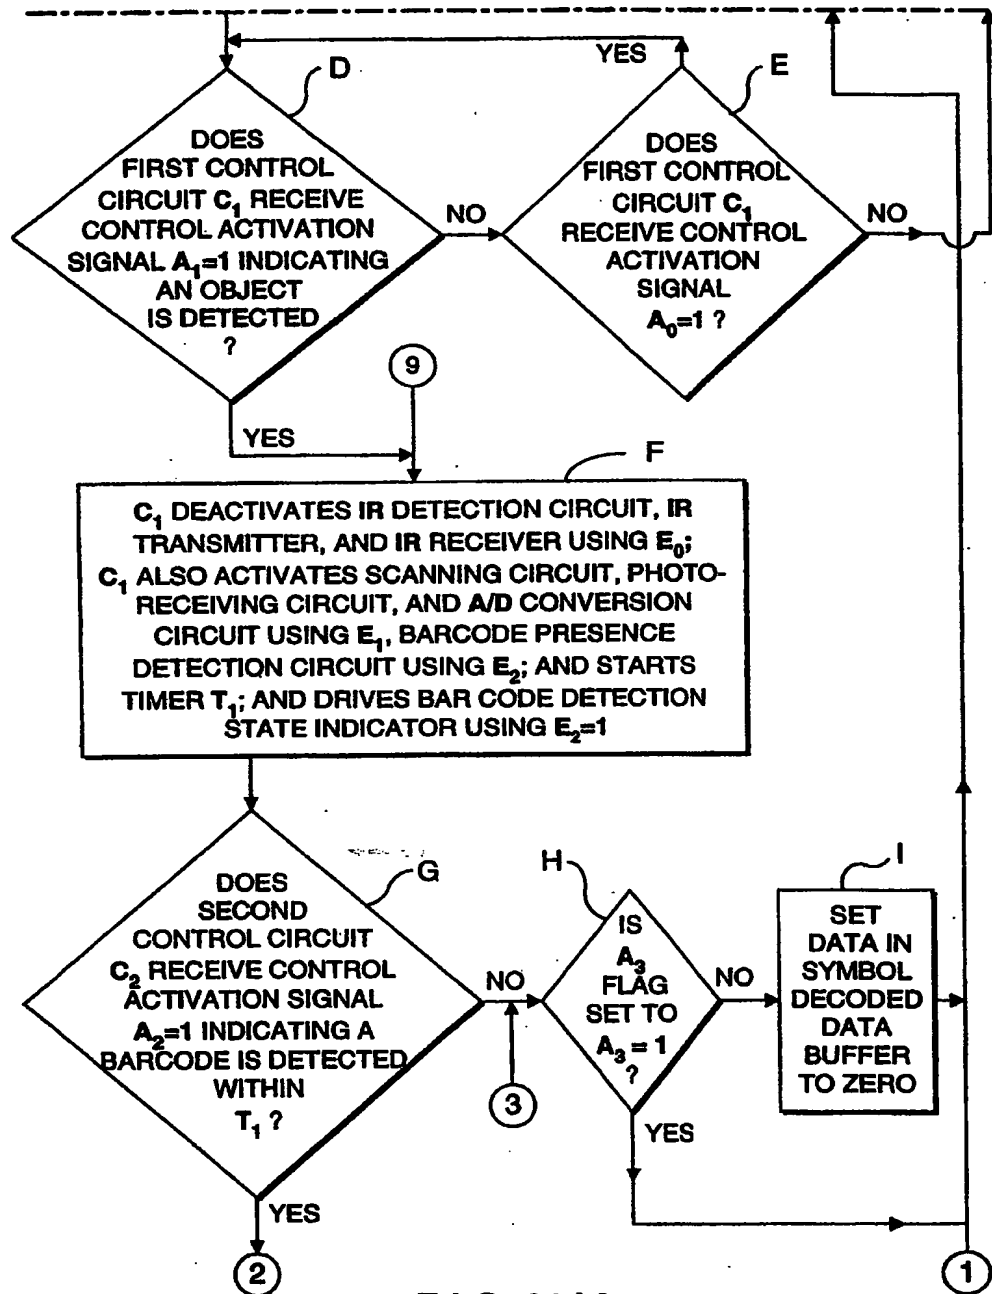 YES
D
E
DOES
FIRST CONTROL
CIRCUIT C₁ RECEIVE
CONTROL ACTIVATION
SIGNAL A₁=1 INDICATING
AN OBJECT
IS DETECTED
?
NO
DOES
FIRST CONTROL
CIRCUIT C₁
RECEIVE CONTROL
ACTIVATION
SIGNAL
A₀=1 ?
NO
9
YES
F
C₁ DEACTIVATES IR DETECTION CIRCUIT, IR
TRANSMITTER, AND IR RECEIVER USING E₀;
C₁ ALSO ACTIVATES SCANNING CIRCUIT, PHOTO-
RECEIVING CIRCUIT, AND A/D CONVERSION
CIRCUIT USING E₁, BARCODE PRESENCE
DETECTION CIRCUIT USING E₂; AND STARTS
TIMER T₁; AND DRIVES BAR CODE DETECTION
STATE INDICATOR USING E₂=1
G
DOES
SECOND
CONTROL CIRCUIT
C₂ RECEIVE CONTROL
ACTIVATION SIGNAL
A₂=1 INDICATING A
BARCODE IS DETECTED
WITHIN
T₁ ?
NO
3
H
IS
A₃
FLAG
SET TO
A₃ = 1
?
NO
I
SET
DATA IN
SYMBOL
DECODED
DATA
BUFFER
TO ZERO
YES
YES
2
1